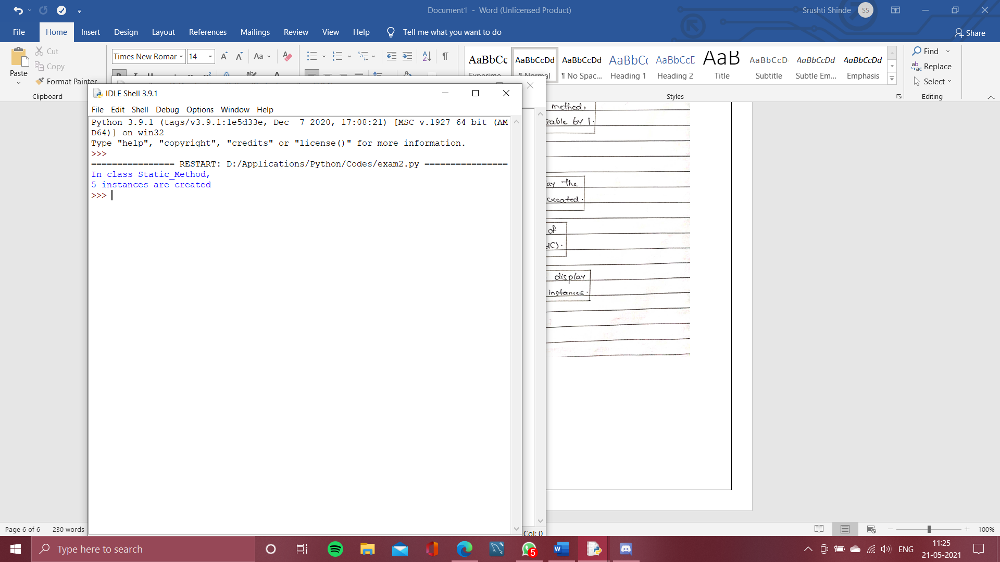 Document1 - Word (Unlicensed Product)
Srushti Shinde
SS
File
Home
Insert
Design
Layout
References
Mailings
Review
View
Help
Tell me what you want to do
Share
Paste
Cut
Copy
Format Painter
Clipboard
Times New Romar
14
Aa
AaBbCc
AaBbCcDd
¶ Normal
AaBbCcDd
¶ No Spac...
AaBbC
Heading 1
AaBbCcD
Heading 2
AaB
Title
AaBbCcD
Subtitle
AaBbCcDd
Subtle Em...
AaBbCcDd
Emphasis
Styles
Find
Replace
Select
Editing
IDLE Shell 3.9.1
File Edit Shell Debug Options Window Help
Python 3.9.1 (tags/v3.9.1:1e5d33e, Dec 7 2020, 17:08:21) [MSC v.1927 64 bit (AM
D64)] on win32
Type "help", "copyright", "credits" or "license()" for more information.
>>>
================ RESTART: D:/Applications/Python/Codes/exam2.py ================
In class Static_Method,
5 instances are created
>>>
method,
able by 1.
ay the
created.
of
d().
display
instances.
Col: 0
Page 6 of 6
230 words
100%
Type here to search
5
ENG
11:25
21-05-2021